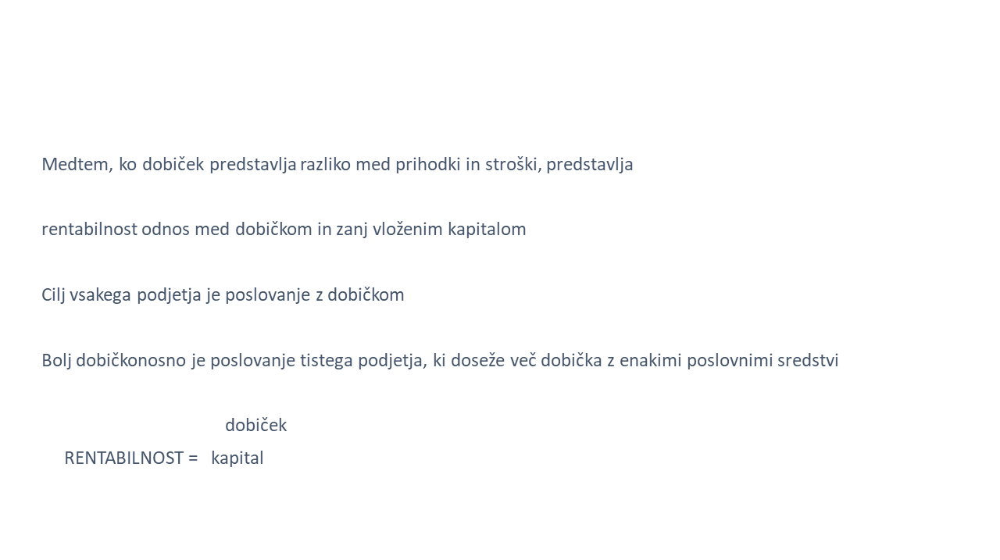 Medtem, ko dobiček predstavlja razliko med prihodki in stroški, predstavlja
rentabilnost odnos med dobičkom in zanj vloženim kapitalom
Cilj vsakega podjetja je poslovanje z dobičkom
Bolj dobičkonosno je poslovanje tistega podjetja, ki doseže več dobička z enakimi poslovnimi sredstvi
dobiček
RENTABILNOST = kapital